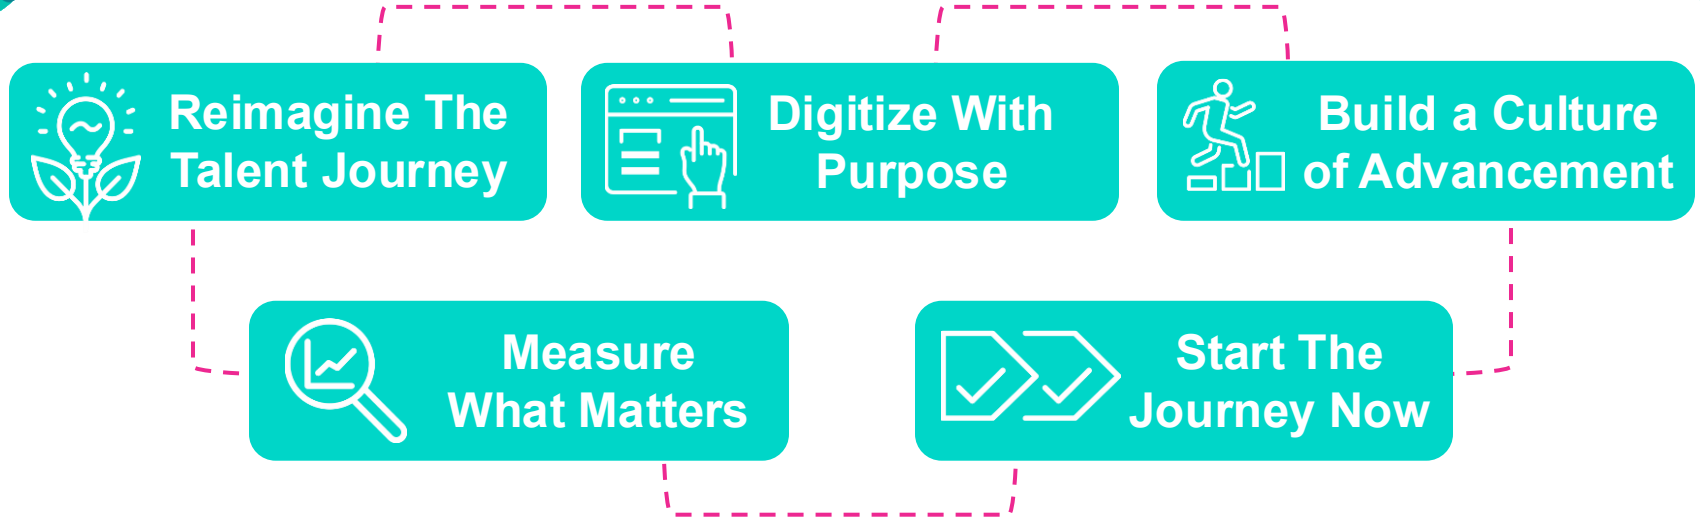 Reimagine The
Talent Journey
Digitize With
Purpose
Build a Culture
of Advancement
Measure
What Matters
Start The
Journey Now